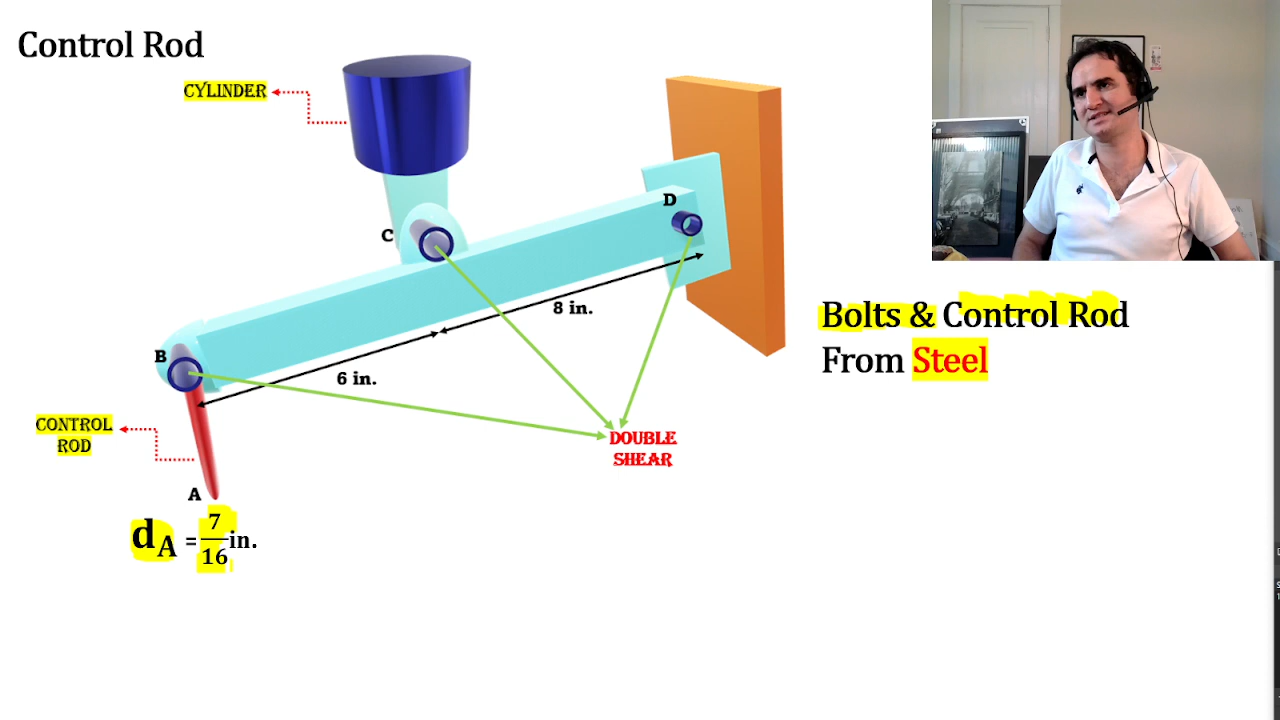 Control Rod
CYLINDER
D
C
8 in.
B
6 in.
Bolts & Control Rod
From Steel
CONTROL
ROD
DOUBLE
SHEAR
A
dA = 7/16 in.